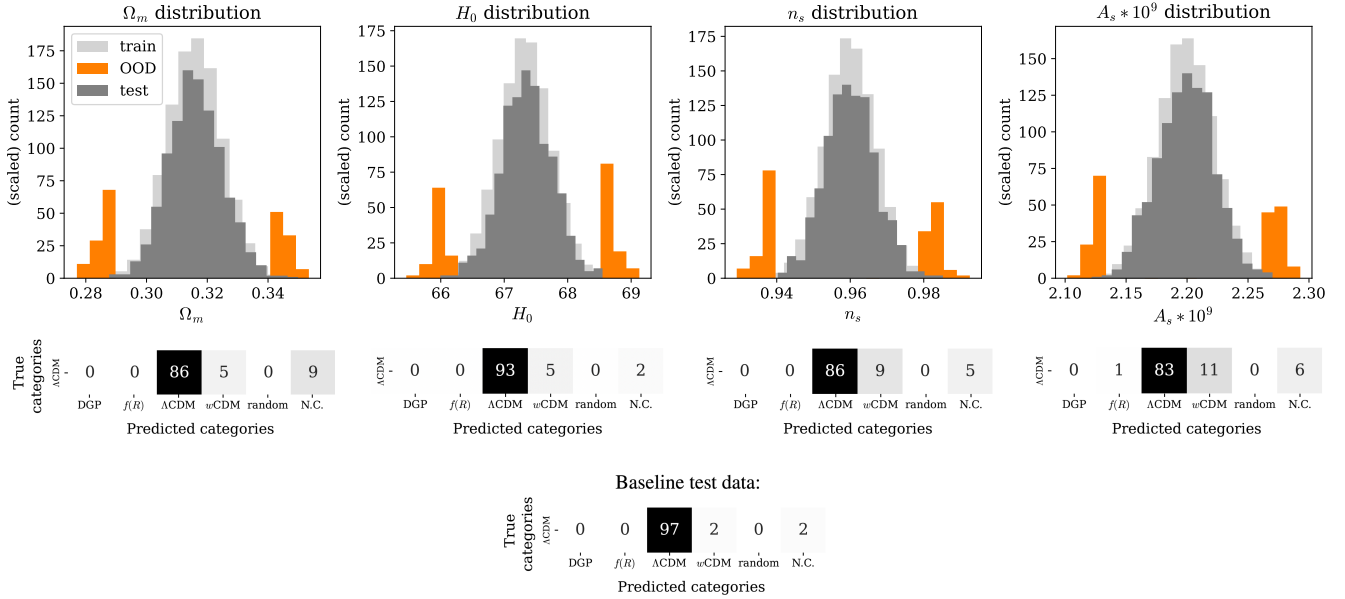 Ωm distribution
175
150
125
100
75
50
25
0
(scaled) count
train
OOD
test
0.28 0.30 0.32 0.34
Ωm
H0 distribution
175
150
125
100
75
50
25
0
(scaled) count
66 67 68 69
H0
ns distribution
175
150
125
100
75
50
25
0
(scaled) count
0.94 0.96 0.98
ns
As * 10^9 distribution
150
125
100
75
50
25
0
(scaled) count
2.10 2.15 2.20 2.25 2.30
As * 10^9
True
categories
ΛCDM
0 0 86 5 0 9
DGP f(R) ΛCDM wCDM random N.C.
Predicted categories
ΛCDM
0 0 93 5 0 2
DGP f(R) ΛCDM wCDM random N.C.
Predicted categories
ΛCDM
0 0 86 9 0 5
DGP f(R) ΛCDM wCDM random N.C.
Predicted categories
ΛCDM
0 1 83 11 0 6
DGP f(R) ΛCDM wCDM random N.C.
Predicted categories
Baseline test data:
True
categories
ΛCDM
0 0 97 2 0 2
DGP f(R) ΛCDM wCDM random N.C.
Predicted categories